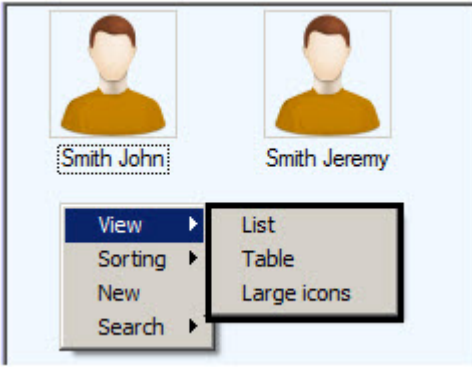 Smith John Smith Jeremy
View List
Sorting Table
New Large icons
Search